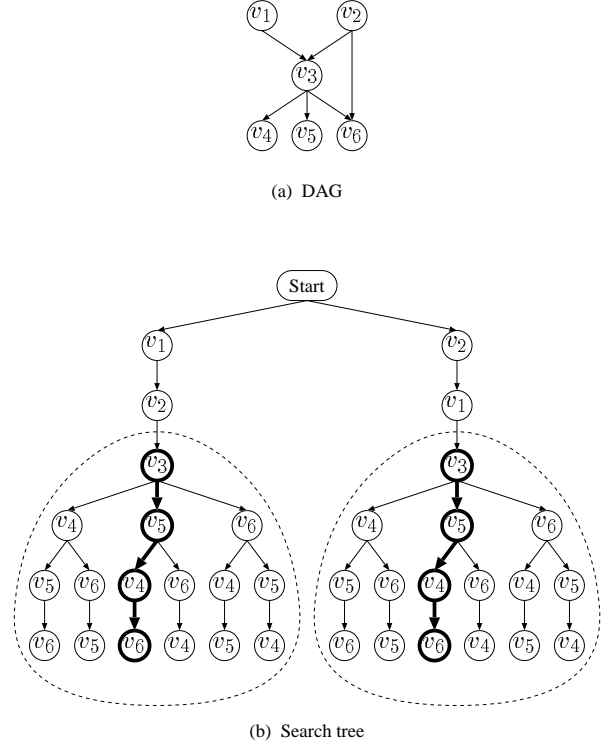 v₁ v₂
v₃
v₄ v₅ v₆
(a) DAG
Start
v₁ v₂
v₂ v₁
v₃ v₃
v₄ v₅ v₆ v₄ v₅ v₆
v₅ v₆ v₄ v₆ v₄ v₅ v₅ v₆ v₄ v₆ v₄ v₅
v₆ v₅ v₆ v₄ v₅ v₄ v₆ v₅ v₆ v₄ v₅ v₄
(b) Search tree